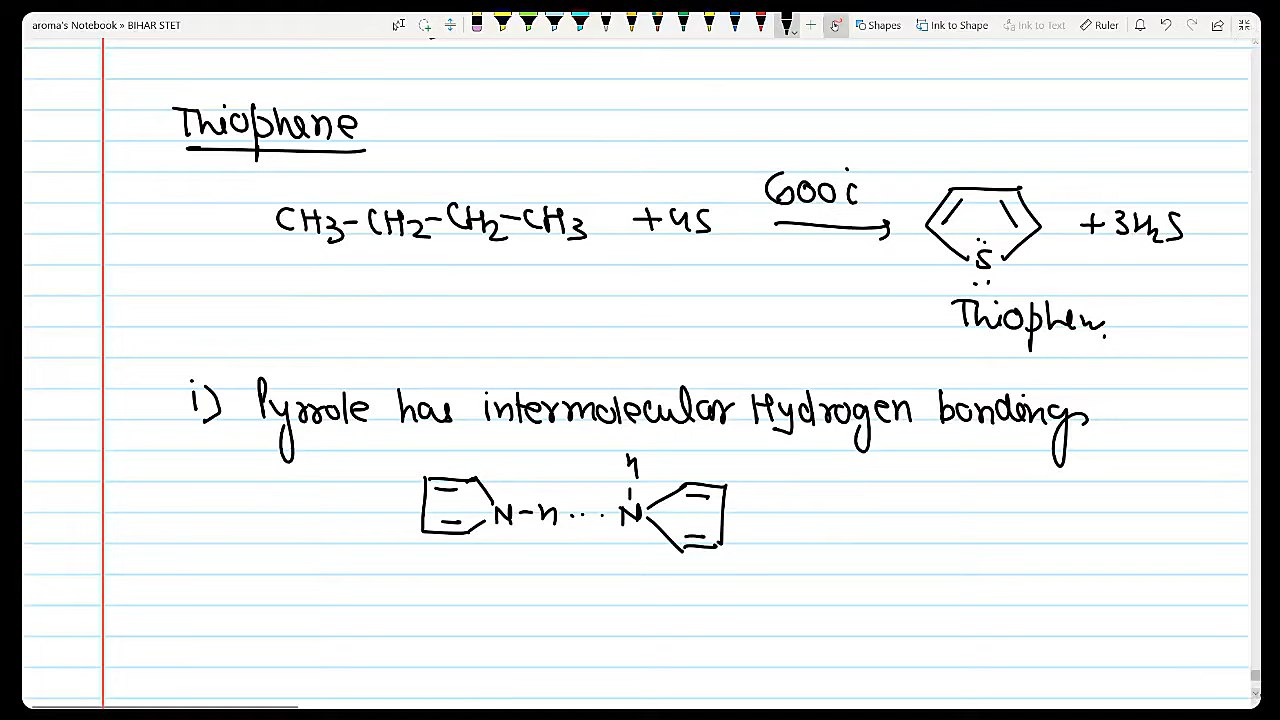 aroma's Notebook » BIHAR STET
Shapes Ink to Shape Ink to Text Ruler
Thiophene
CH3-CH2-CH2-CH3 +4S 600°C S +3H2S
Thiophen.
i) Pyrrole has intermolecular Hydrogen bonding
H
N-H ... N